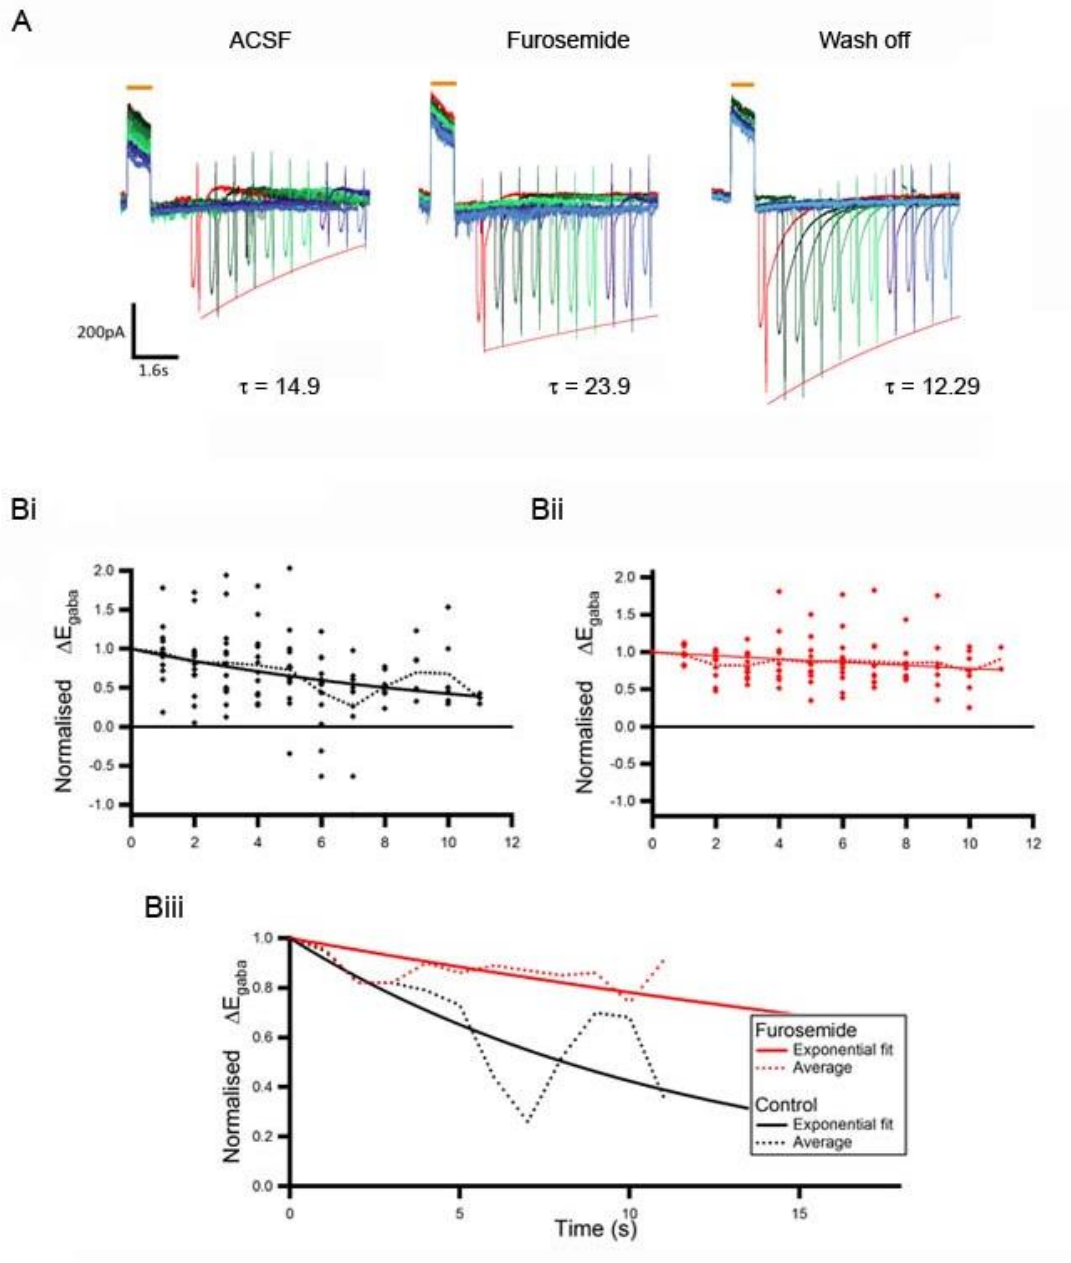 A
ACSF Furosemide Wash off
200pA
1.6s
τ = 14.9 τ = 23.9 τ = 12.29
Bi Bii
Normalised ΔEgaba
2.0
1.5
1.0
0.5
0.0
-0.5
-1.0
0 2 4 6 8 10 12
Normalised ΔEgaba
2.0
1.5
1.0
0.5
0.0
-0.5
-1.0
0 2 4 6 8 10 12
Biii
Normalised ΔEgaba
1.0
0.8
0.6
0.4
0.2
0.0
0 5 10 15
Time (s)
Furosemide
Exponential fit
Average
Control
Exponential fit
Average